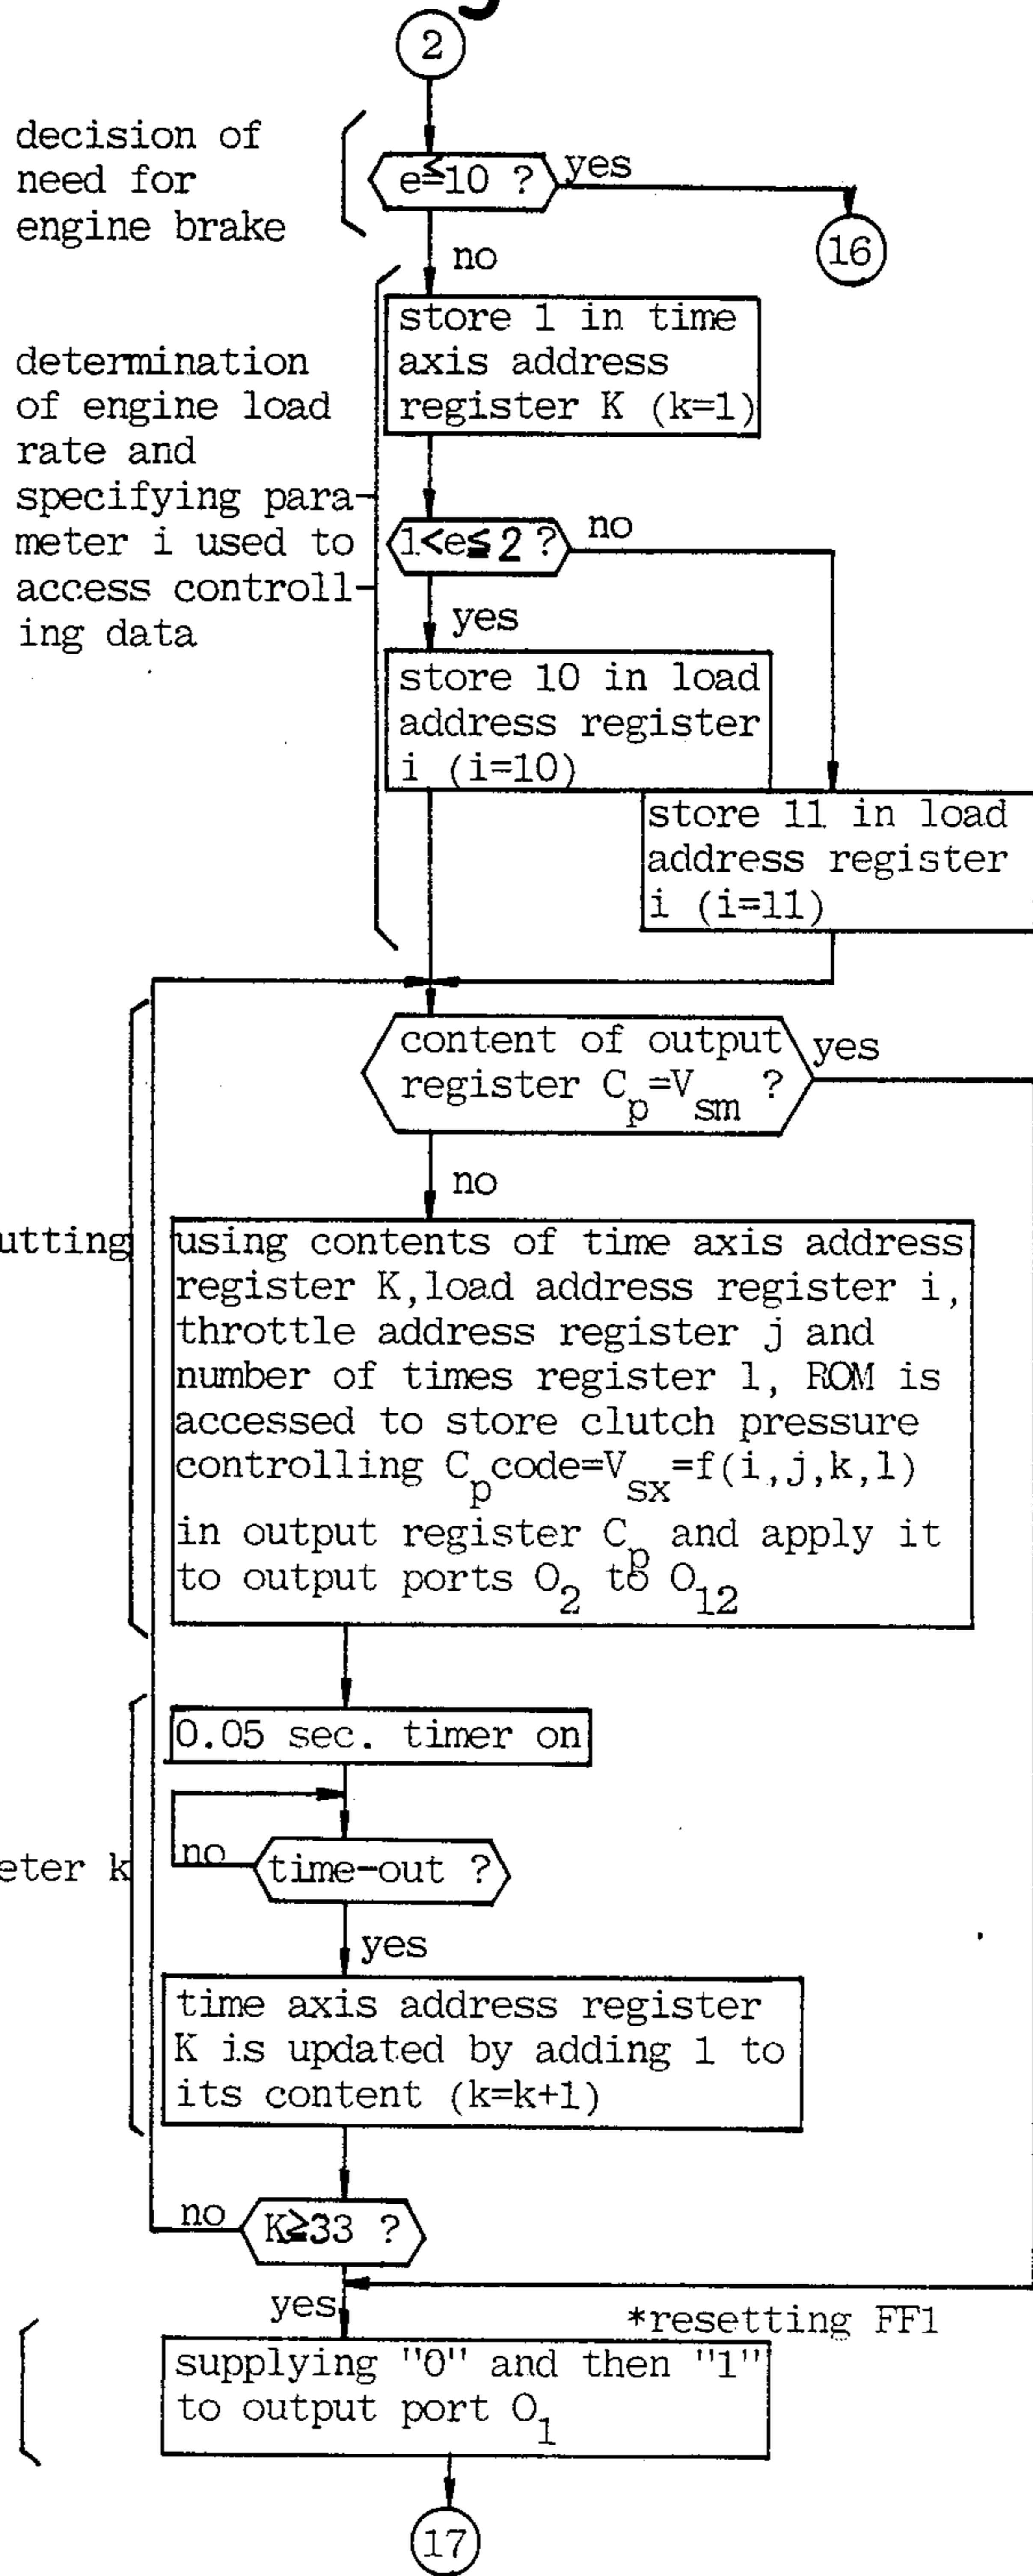 2
decision of
need for
engine brake
e≦10 ?
yes
16
no
store 1 in time
axis address
register K (k=1)
determination
of engine load
rate and
specifying para-
meter i used to
access controll-
ing data
1<e≦2 ?
no
yes
store 10 in load
address register
i (i=10)
store 11 in load
address register
i (i=11)
content of output
register Cp=Vsm ?
yes
no
utting
using contents of time axis address
register K,load address register i,
throttle address register j and
number of times register l, ROM is
accessed to store clutch pressure
controlling Cp code=Vsx=f(i,j,k,l)
in output register Cp and apply it
to output ports O2 to O12
0.05 sec. timer on
no
time-out ?
eter k
yes
time axis address register
K is updated by adding 1 to
its content (k=k+1)
no
K≧33 ?
yes
*resetting FF1
supplying "0" and then "1"
to output port O1
17